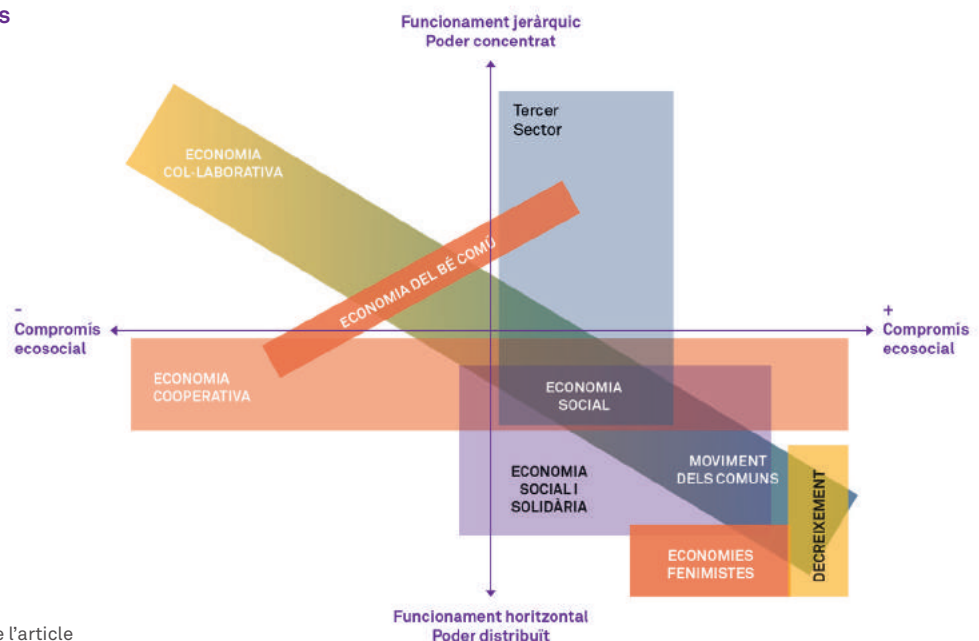 s
Funcionament jeràrquic
Poder concentrat
Tercer
Sector
ECONOMIA
COL·LABORATIVA
ECONOMIA DEL BÉ COMÚ
-
Compromís
ecosocial
+
Compromís
ecosocial
ECONOMIA
COOPERATIVA
ECONOMIA
SOCIAL
ECONOMIA
SOCIAL I
SOLIDÀRIA
MOVIMENT
DELS COMUNS
DECREIXEMENT
ECONOMIES
FENIMISTES
Funcionament horitzontal
Poder distribuït
e l'article